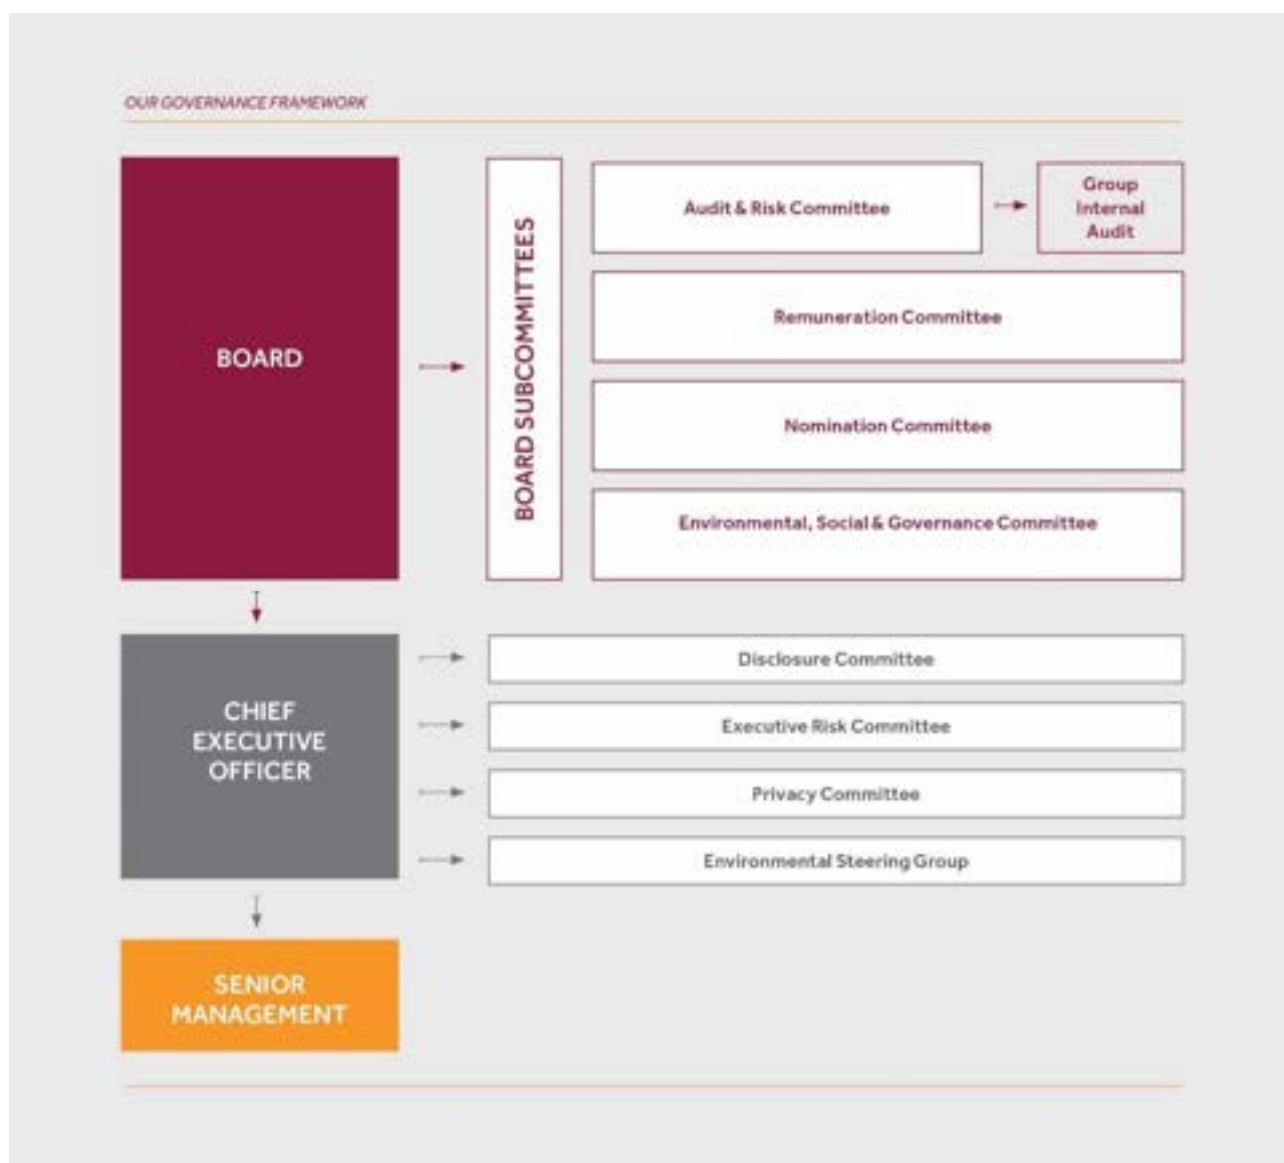 OUR GOVERNANCE FRAMEWORK
BOARD
BOARD SUBCOMMITTEES
Audit & Risk Committee
Group
Internal
Audit
Remuneration Committee
Nomination Committee
Environmental, Social & Governance Committee
CHIEF
EXECUTIVE
OFFICER
Disclosure Committee
Executive Risk Committee
Privacy Committee
Environmental Steering Group
SENIOR
MANAGEMENT